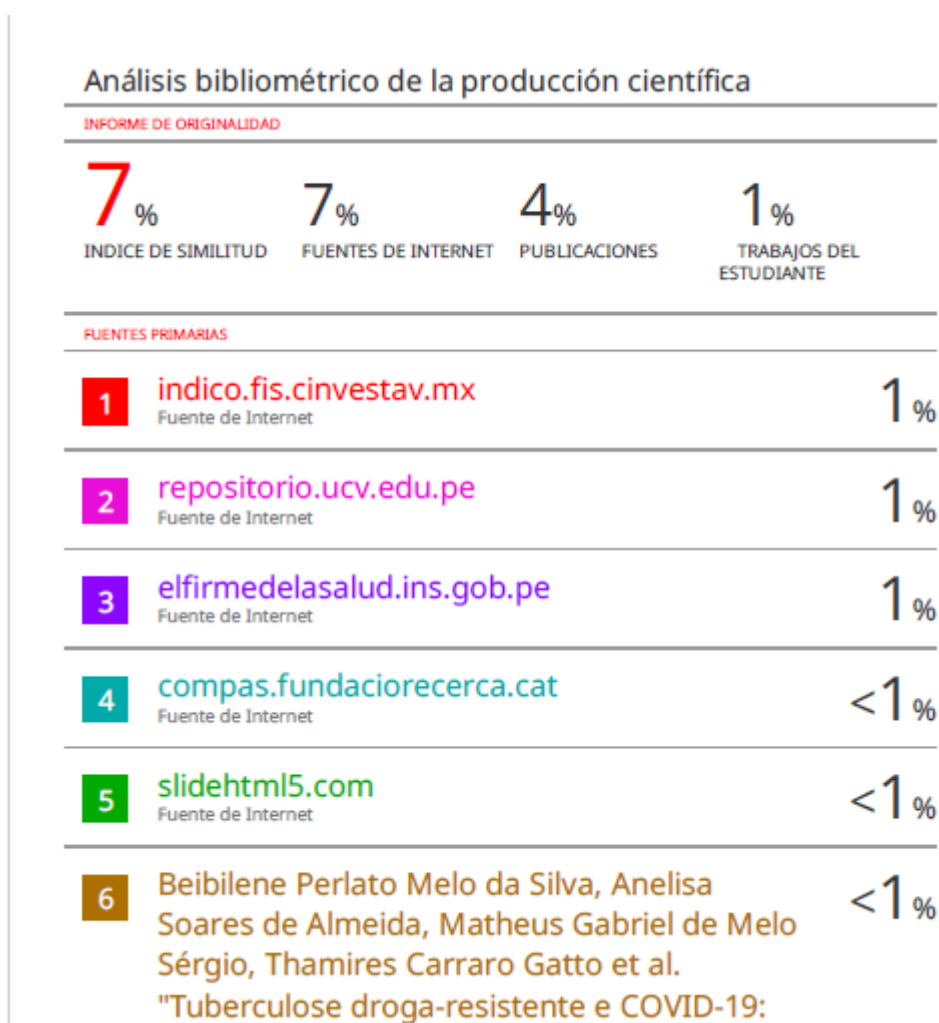 Análisis bibliométrico de la producción científica
INFORME DE ORIGINALIDAD
7%
INDICE DE SIMILITUD
7%
FUENTES DE INTERNET
4%
PUBLICACIONES
1%
TRABAJOS DEL
ESTUDIANTE
FUENTES PRIMARIAS
1 indico.fis.cinvestav.mx 1%
Fuente de Internet
2 repositorio.ucv.edu.pe 1%
Fuente de Internet
3 elfirmedelasalud.ins.gob.pe 1%
Fuente de Internet
4 compas.fundaciorecerca.cat <1%
Fuente de Internet
5 slidehtml5.com <1%
Fuente de Internet
6 Beibilene Perlato Melo da Silva, Anelisa <1%
Soares de Almeida, Matheus Gabriel de Melo
Sérgio, Thamires Carraro Gatto et al.
"Tuberculose droga-resistente e COVID-19: